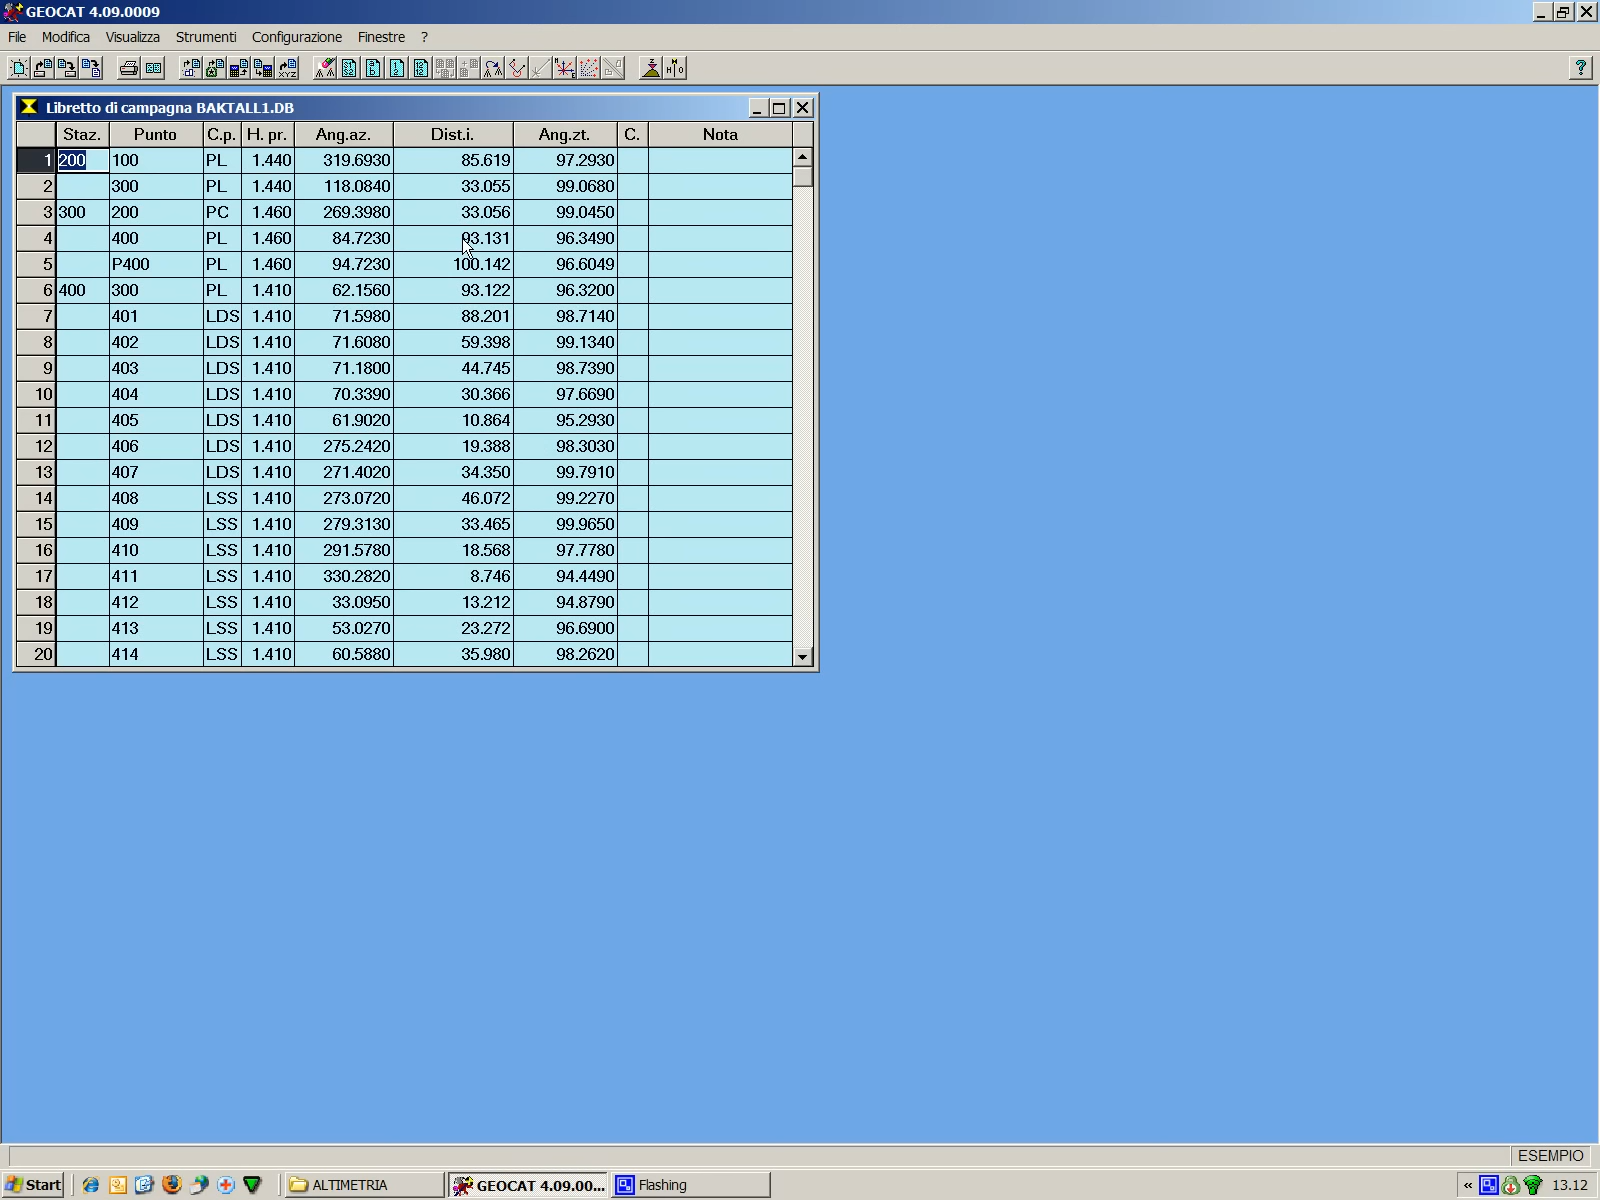 GEOCAT 4.09.0009
File Modifica Visualizza Strumenti Configurazione Finestre ?
Libretto di campagna BAKTALL1.DB
Staz. Punto C.p. H. pr. Ang.az. Dist.i. Ang.zt. C. Nota
1 200 100 PL 1.440 319.6930 85.619 97.2930
2 300 PL 1.440 118.0840 33.055 99.0680
3 300 200 PC 1.460 269.3980 33.056 99.0450
4 400 PL 1.460 84.7230 93.131 96.3490
5 P400 PL 1.460 94.7230 100.142 96.6049
6 400 300 PL 1.410 62.1560 93.122 96.3200
7 401 LDS 1.410 71.5980 88.201 98.7140
8 402 LDS 1.410 71.6080 59.398 99.1340
9 403 LDS 1.410 71.1800 44.745 98.7390
10 404 LDS 1.410 70.3390 30.366 97.6690
11 405 LDS 1.410 61.9020 10.864 95.2930
12 406 LDS 1.410 275.2420 19.388 98.3030
13 407 LDS 1.410 271.4020 34.350 99.7910
14 408 LSS 1.410 273.0720 46.072 99.2270
15 409 LSS 1.410 279.3130 33.465 99.9650
16 410 LSS 1.410 291.5780 18.568 97.7780
17 411 LSS 1.410 330.2820 8.746 94.4490
18 412 LSS 1.410 33.0950 13.212 94.8790
19 413 LSS 1.410 53.0270 23.272 96.6900
20 414 LSS 1.410 60.5880 35.980 98.2620
ESEMPIO
Start ALTIMETRIA GEOCAT 4.09.00... Flashing « 13.12